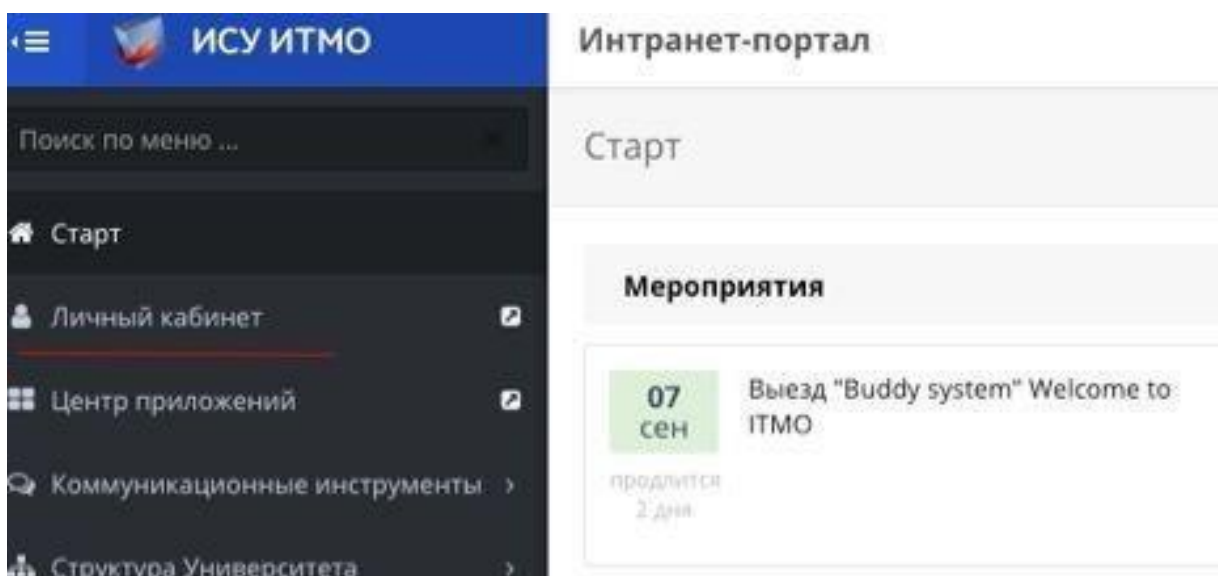 ИСУ ИТМО
Поиск по меню ...
Старт
Личный кабинет
Центр приложений
Коммуникационные инструменты
Структура Университета
Интранет-портал
Старт
Мероприятия
07
сен
продлится
2 дня
Выезд "Buddy system" Welcome to
ITMO